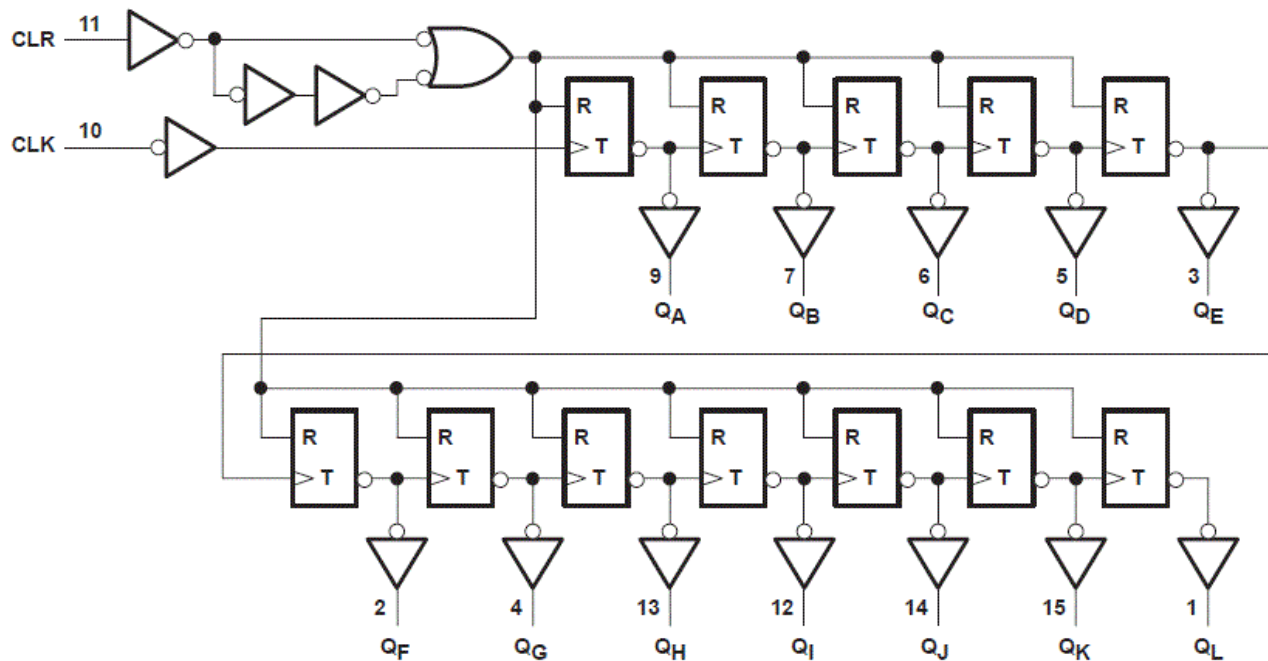 CLR 11
CLK 10
R R R R R
T T T T T
9 7 6 5 3
QA QB QC QD QE
R R R R R R R
T T T T T T T
2 4 13 12 14 15 1
QF QG QH QI QJ QK QL